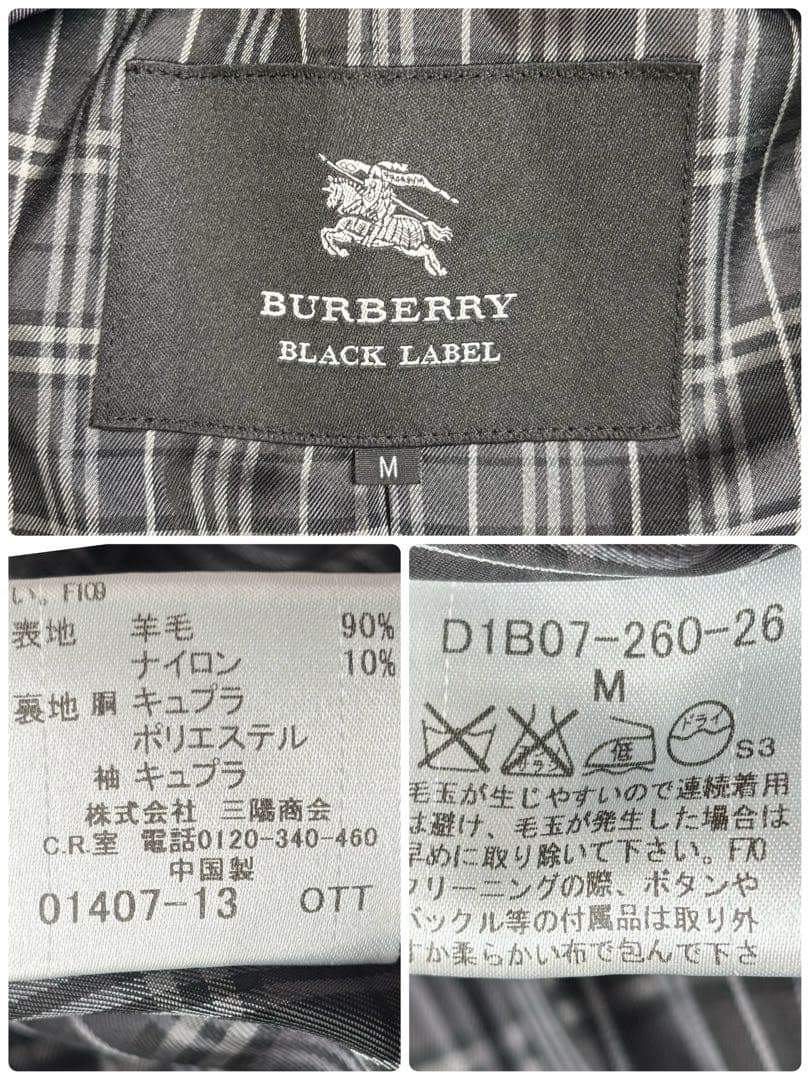 BURBERRY
BLACK LABEL
M
い。F109
表地 羊毛 90%
ナイロン 10%
裏地 胴 キュプラ
ポリエステル
袖 キュプラ
株式会社 三陽商会
C.R.室 電話0120-340-460
中国製
01407-13 OTT
D1B07-260-26
M
エンソ サラシ 低 ドライ S3
毛玉が生じやすいので連続着用
は避け、毛玉が発生した場合は
早めに取り除いて下さい。F70
クリーニングの際、ボタンや
バックル等の付属品は取り外
すか柔らかい布で包んで下さ